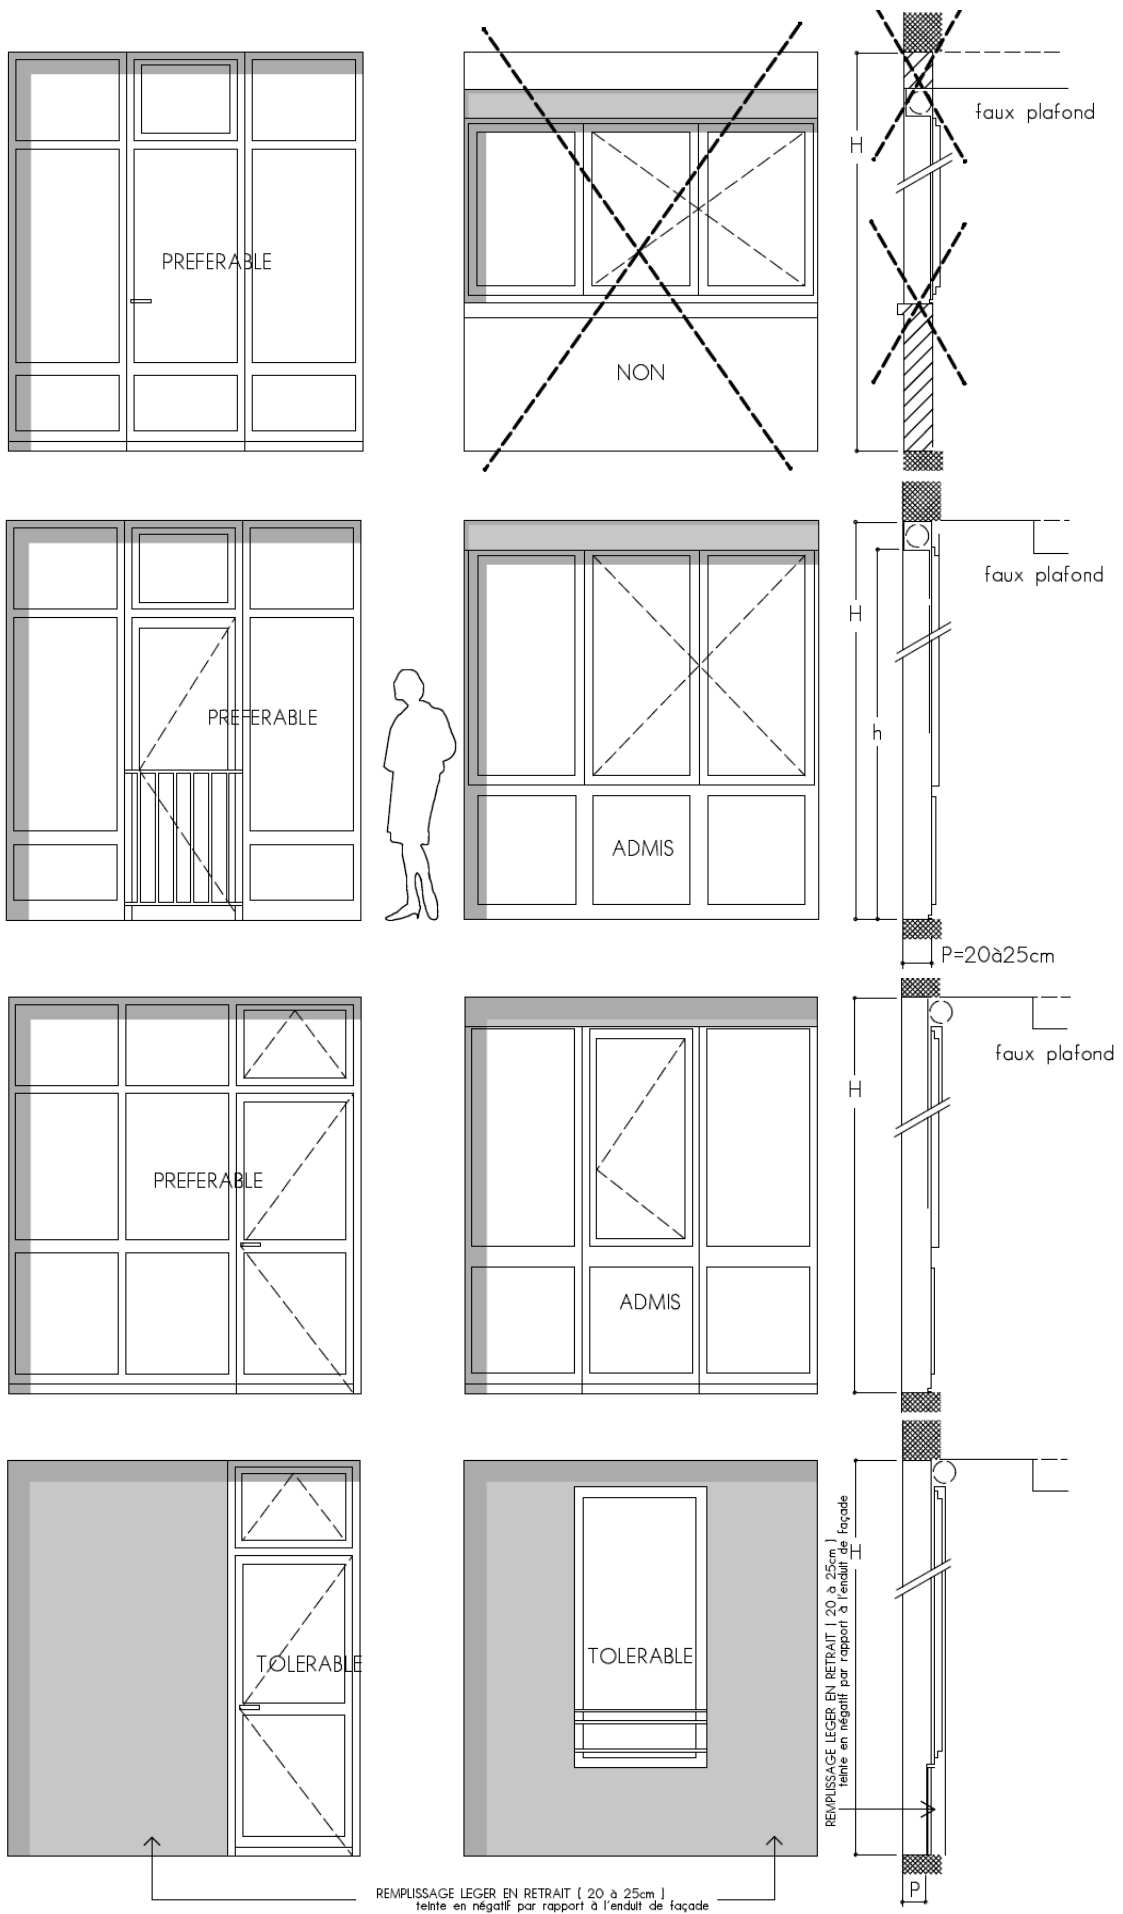 faux plafond
H
PREFERABLE
NON
faux plafond
H
h
PREFERABLE
ADMIS
P=20à25cm
faux plafond
H
PREFERABLE
ADMIS
REMPLISSAGE LEGER EN RETRAIT [ 20 à 25cm ]
teinte en négatif par rapport à l'enduit de façade
H
TOLERABLE
TOLERABLE
P
REMPLISSAGE LEGER EN RETRAIT [ 20 à 25cm ]
teinte en négatif par rapport à l'enduit de façade